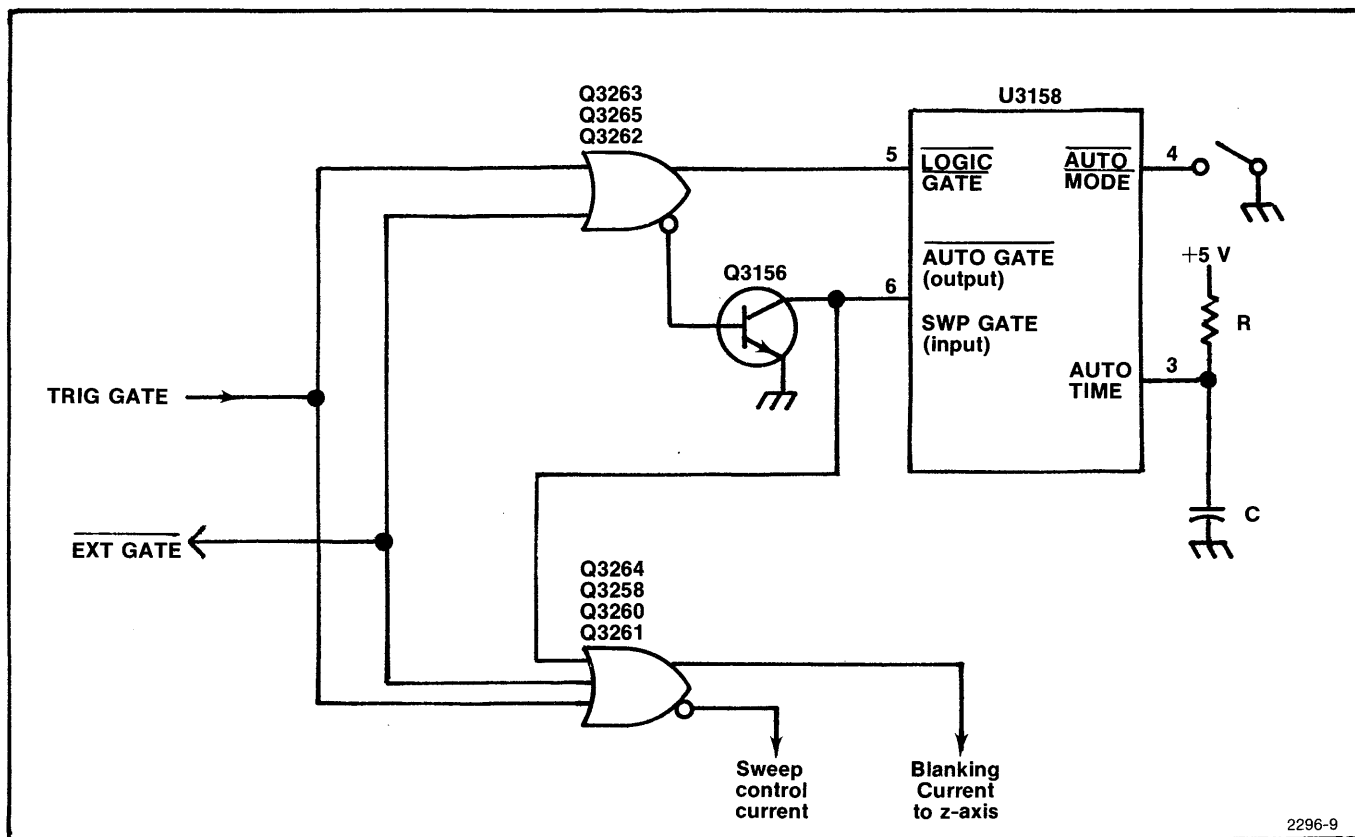 Q3263
Q3265
Q3262
U3158
5
LOGIC
GATE
AUTO
MODE
4
AUTO GATE
(output)
6
SWP GATE
(input)
Q3156
+5 V
R
AUTO
TIME
3
C
TRIG GATE
EXT GATE
Q3264
Q3258
Q3260
Q3261
Sweep
control
current
Blanking
Current
to z-axis
2296-9